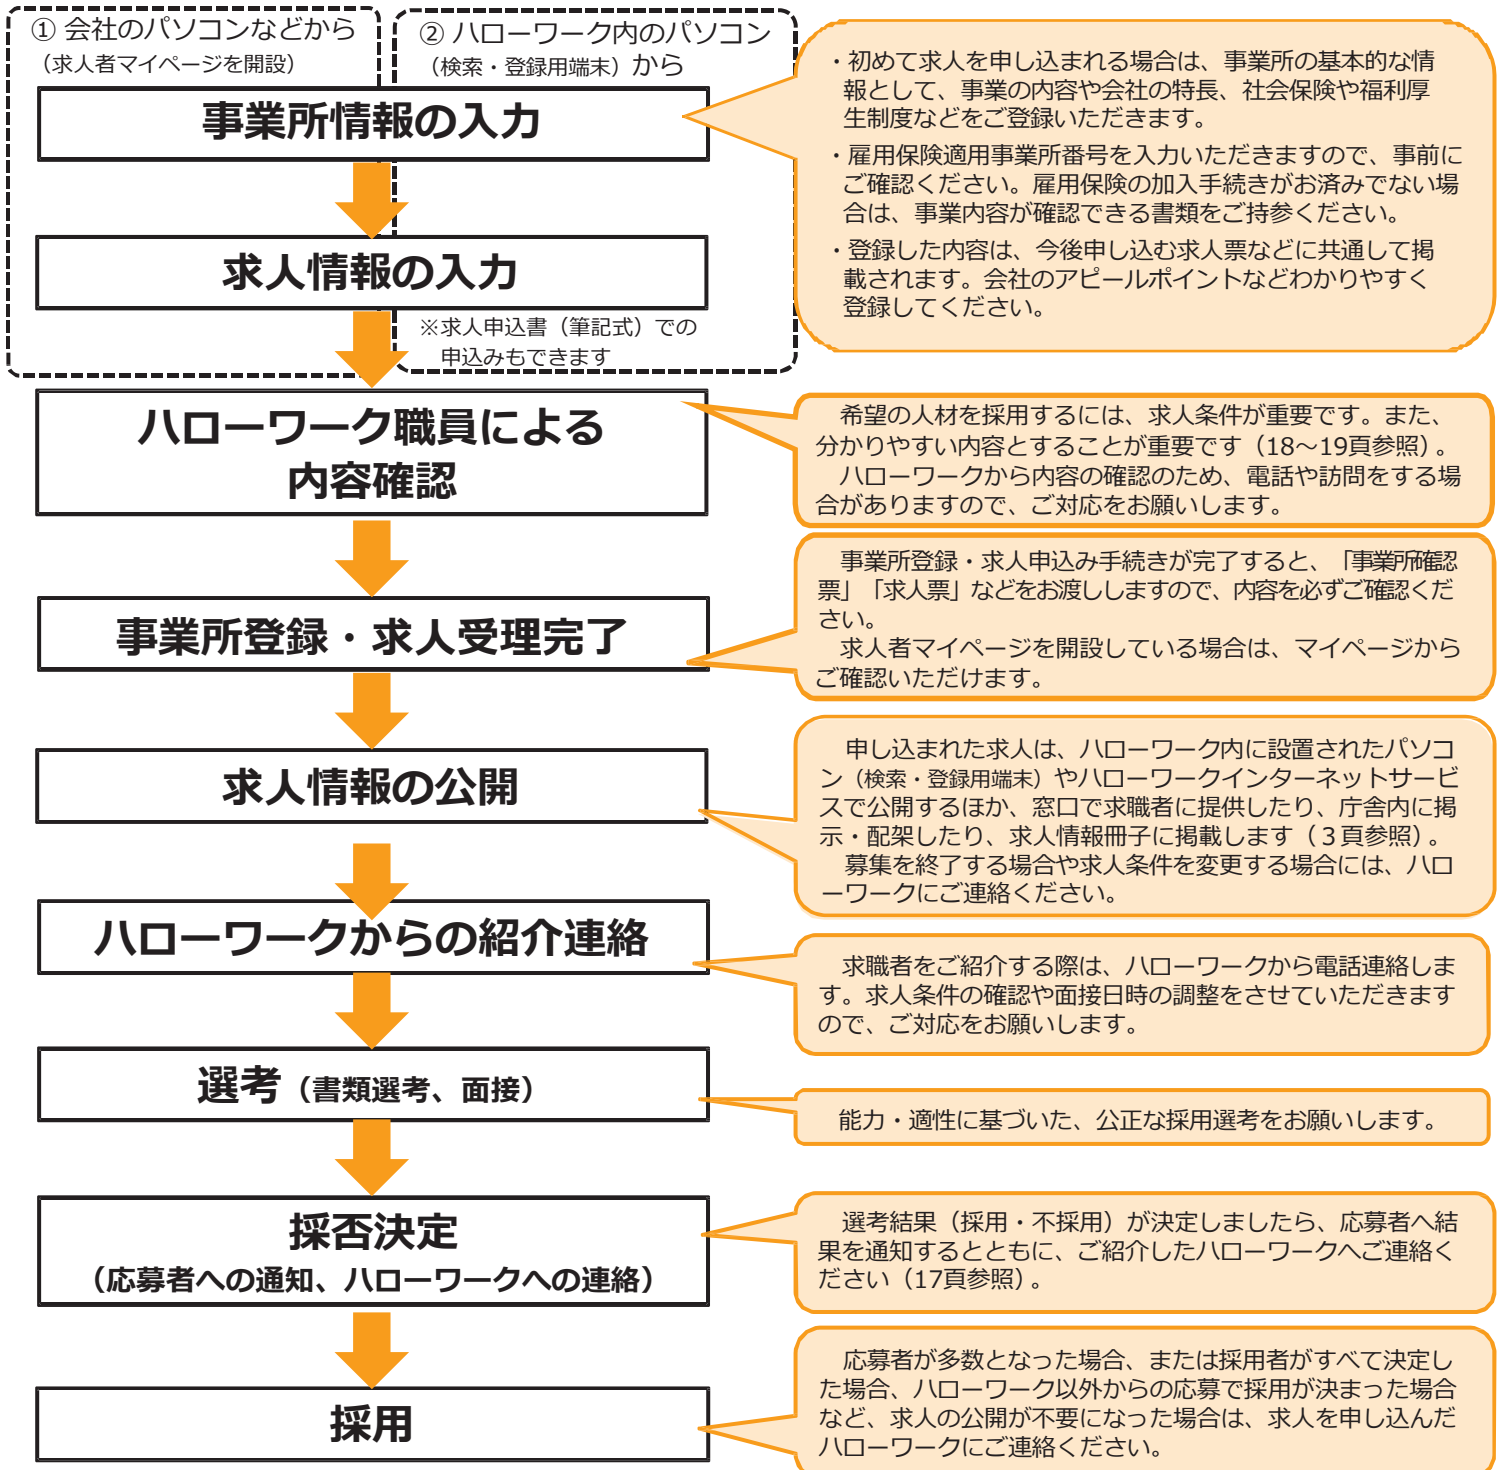 ① 会社のパソコンなどから
（求人者マイページを開設）
② ハローワーク内のパソコン
（検索・登録用端末）から
事業所情報の入力
・初めて求人を申し込まれる場合は、事業所の基本的な情
報として、事業の内容や会社の特長、社会保険や福利厚
生制度などをご登録いただきます。
・雇用保険適用事業所番号を入力いただきますので、事前に
ご確認ください。雇用保険の加入手続きがお済みでない場
合は、事業内容が確認できる書類をご持参ください。
・登録した内容は、今後申し込む求人票などに共通して掲
載されます。会社のアピールポイントなどわかりやすく
登録してください。
求人情報の入力
※求人申込書（筆記式）での
申込みもできます
ハローワーク職員による
内容確認
希望の人材を採用するには、求人条件が重要です。また、
分かりやすい内容とすることが重要です（18～19頁参照）。
ハローワークから内容の確認のため、電話や訪問をする場
合がありますので、ご対応をお願いします。
事業所登録・求人受理完了
事業所登録・求人申込み手続きが完了すると、「事業所確認
票」「求人票」などをお渡ししますので、内容を必ずご確認くだ
さい。
求人者マイページを開設している場合は、マイページから
ご確認いただけます。
求人情報の公開
申し込まれた求人は、ハローワーク内に設置されたパソコ
ン（検索・登録用端末）やハローワークインターネットサービ
スで公開するほか、窓口で求職者に提供したり、庁舎内に掲
示・配架したり、求人情報冊子に掲載します（３頁参照）。
募集を終了する場合や求人条件を変更する場合には、ハロ
ーワークにご連絡ください。
ハローワークからの紹介連絡
求職者をご紹介する際は、ハローワークから電話連絡しま
す。求人条件の確認や面接日時の調整をさせていただきます
ので、ご対応をお願いします。
選考（書類選考、面接）
能力・適性に基づいた、公正な採用選考をお願いします。
採否決定
（応募者への通知、ハローワークへの連絡）
選考結果（採用・不採用）が決定しましたら、応募者へ結
果を通知するとともに、ご紹介したハローワークへご連絡く
ださい（17頁参照）。
採用
応募者が多数となった場合、または採用者がすべて決定し
た場合、ハローワーク以外からの応募で採用が決まった場合
など、求人の公開が不要になった場合は、求人を申し込んだ
ハローワークにご連絡ください。